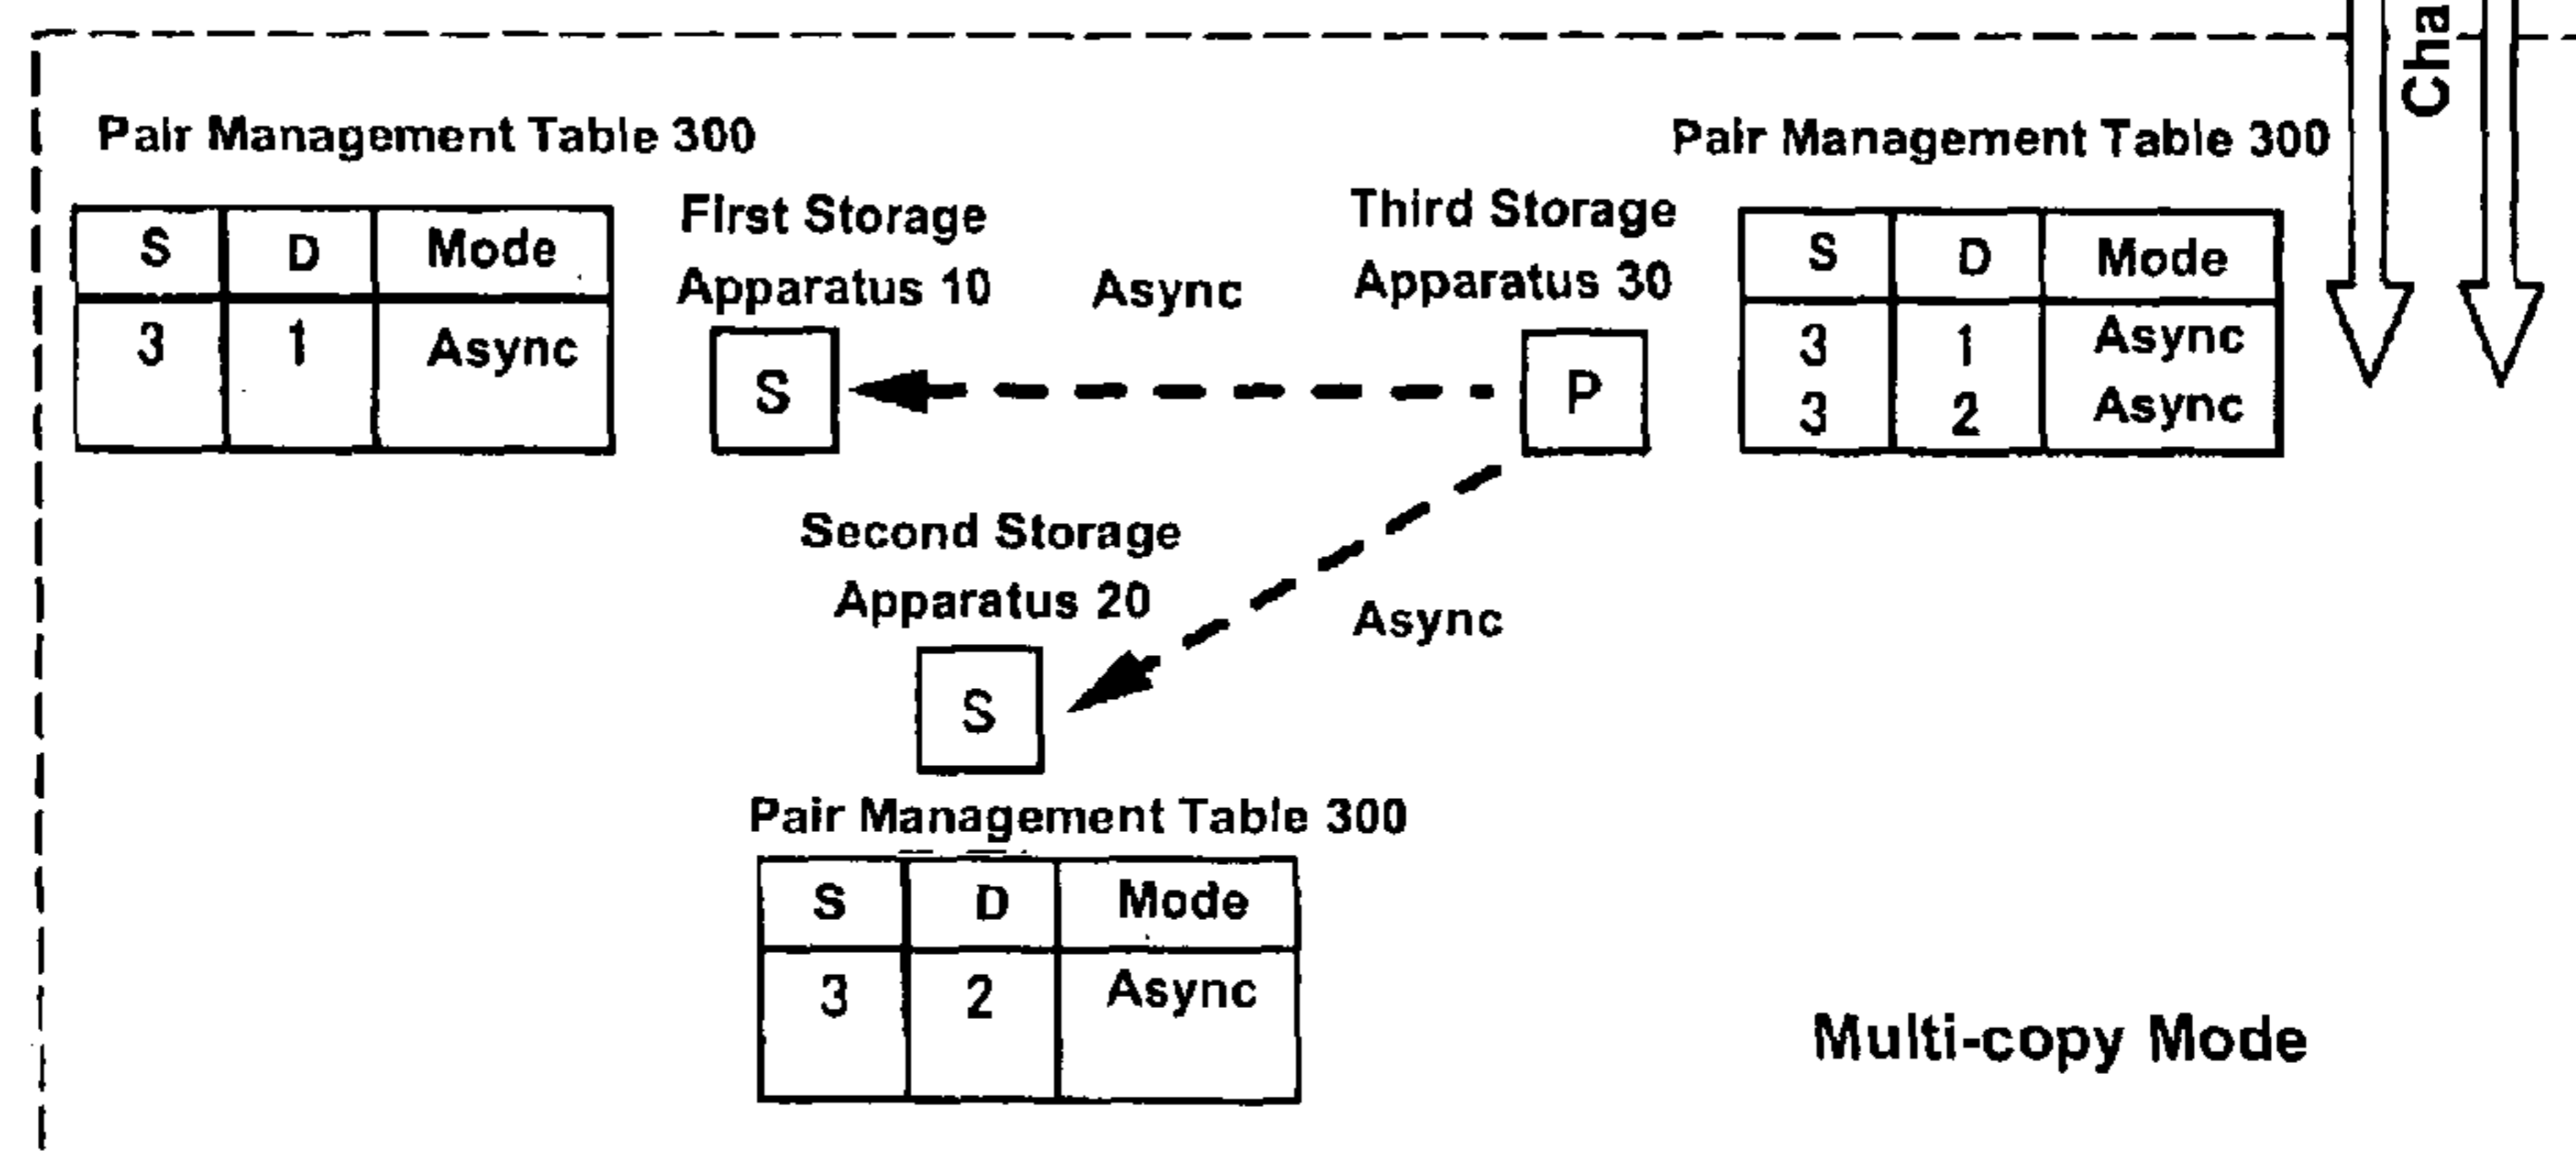 Cha
Pair Management Table 300
S D Mode
3 1 Async
First Storage
Apparatus 10
S
Async
Third Storage
Apparatus 30
P
Pair Management Table 300
S D Mode
3 1 Async
3 2 Async
Second Storage
Apparatus 20
S
Async
Pair Management Table 300
S D Mode
3 2 Async
Multi-copy Mode